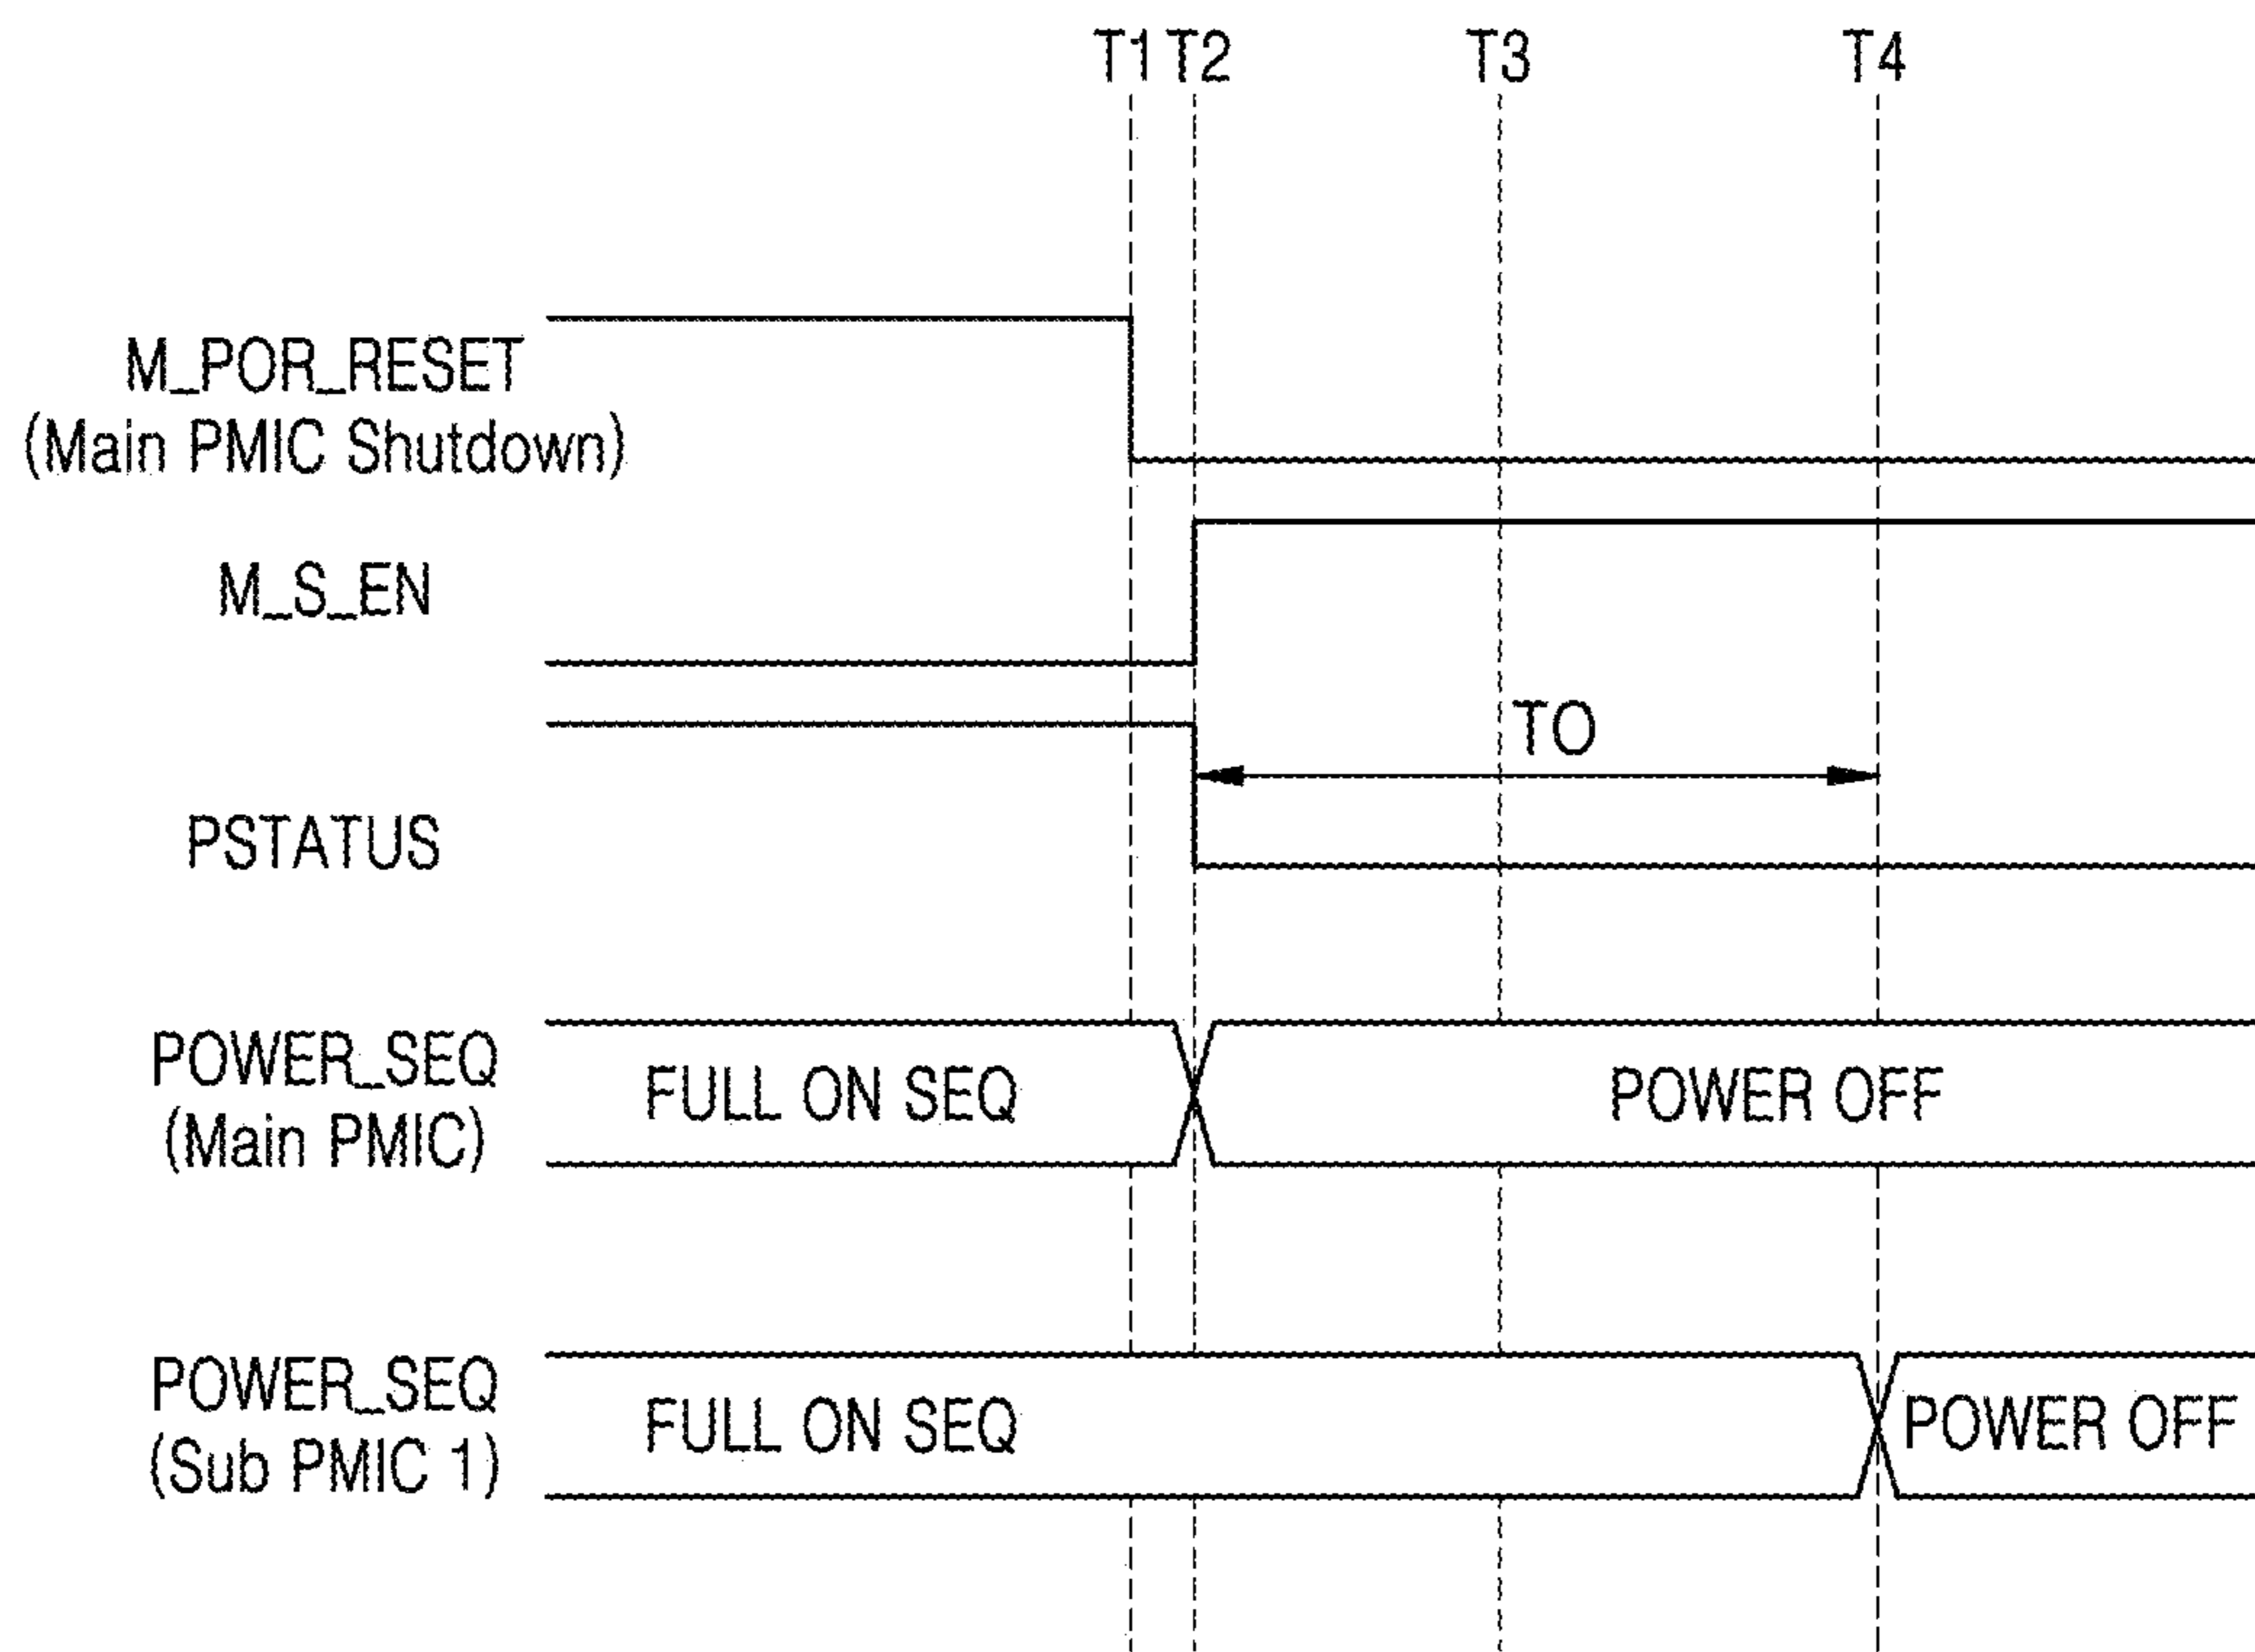 T1 T2 T3 T4
M_POR_RESET
(Main PMIC Shutdown)
M_S_EN
TO
PSTATUS
POWER_SEQ
(Main PMIC)
FULL ON SEQ
POWER OFF
POWER_SEQ
(Sub PMIC 1)
FULL ON SEQ
POWER OFF